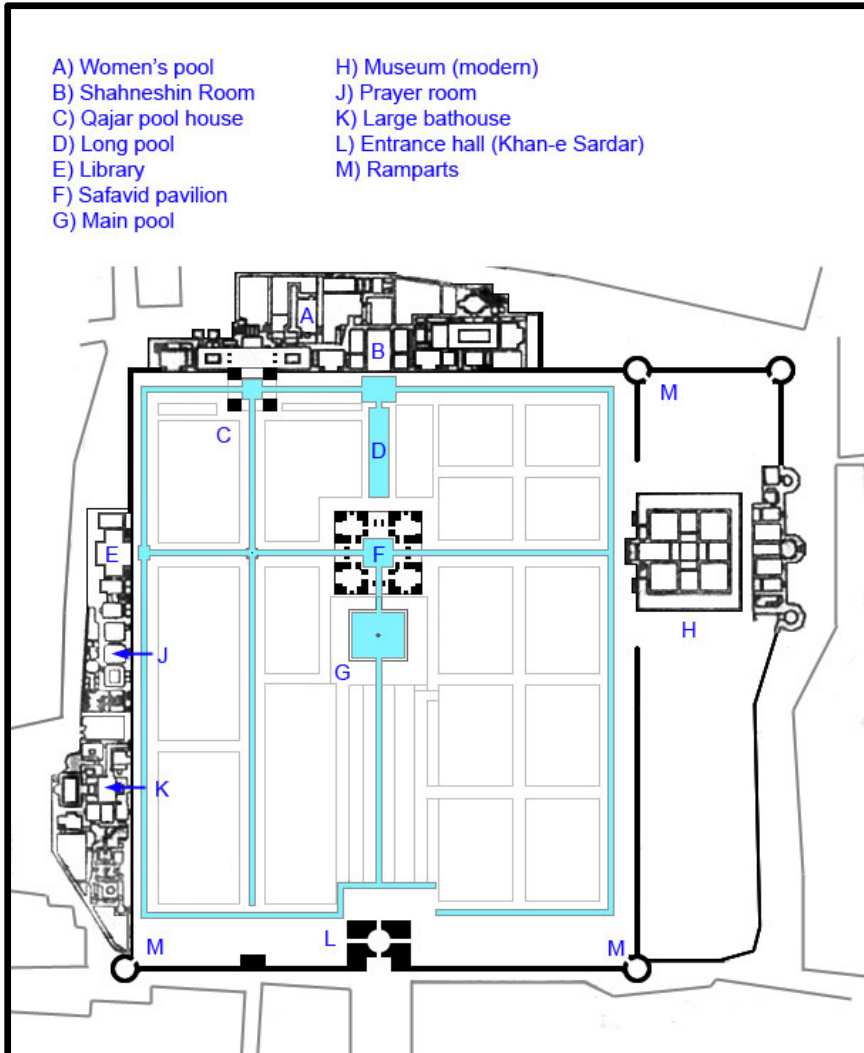 A) Women's pool
B) Shahneshin Room
C) Qajar pool house
D) Long pool
E) Library
F) Safavid pavilion
G) Main pool
H) Museum (modern)
J) Prayer room
K) Large bathouse
L) Entrance hall (Khan-e Sardar)
M) Ramparts
A
B
M
C
D
E
F
H
J
G
K
M
L
M